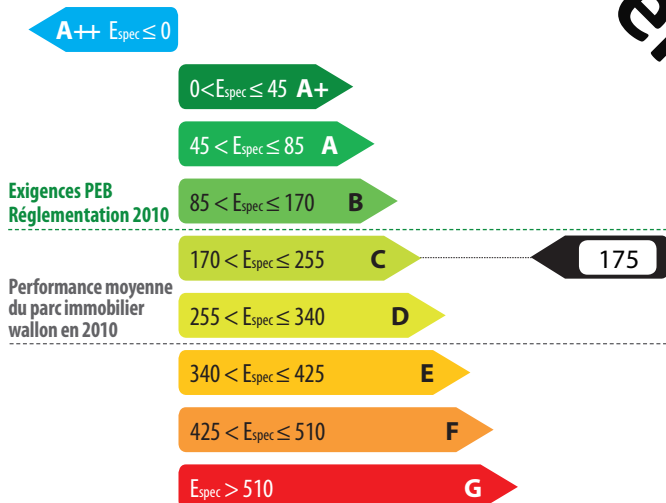 A++ Espec ≤ 0
0<Espec ≤ 45 A+
45 < Espec ≤ 85 A
Exigences PEB
Réglementation 2010
85 < Espec ≤ 170 B
170 < Espec ≤ 255 C
175
Performance moyenne
du parc immobilier
wallon en 2010
255 < Espec ≤ 340 D
340 < Espec ≤ 425 E
425 < Espec ≤ 510 F
Espec > 510 G